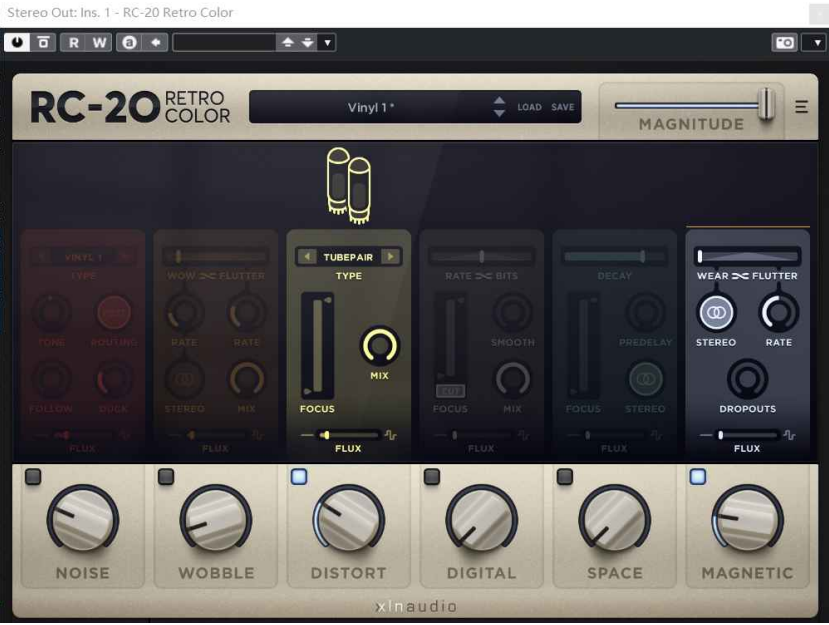 Stereo Out: Ins. 1 - RC-20 Retro Color
R W a
RC-20 RETRO COLOR
Vinyl 1 * LOAD SAVE
MAGNITUDE
VINYL 1
TYPE
TONE ROUTING
FOLLOW DUCK
FLUX
WOW FLUTTER
RATE RATE
STEREO MIX
FLUX
TUBEPAIR
TYPE
MIX
FOCUS
FLUX
RATE BITS
SMOOTH
CUT
FOCUS MIX
FLUX
DECAY
PREDELAY
FOCUS STEREO
FLUX
WEAR FLUTTER
STEREO RATE
DROPOUTS
FLUX
NOISE WOBBLE DISTORT DIGITAL SPACE MAGNETIC
xlnaudio